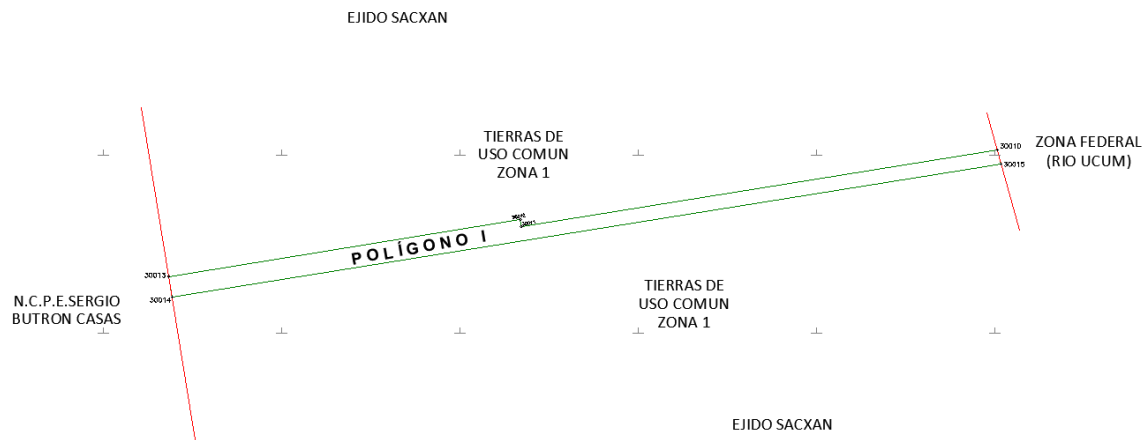 EJIDO SACXAN
TIERRAS DE
USO COMUN
ZONA 1
30010
ZONA FEDERAL
(RIO UCUM)
30015
30011
POLÍGONO I
30013
30014
N.C.P.E.SERGIO
BUTRON CASAS
TIERRAS DE
USO COMUN
ZONA 1
EJIDO SACXAN